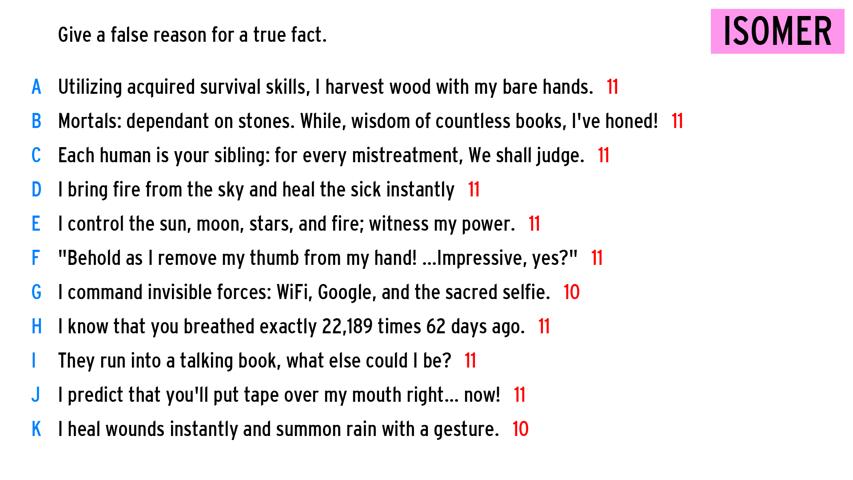 Give a false reason for a true fact.
ISOMER
A Utilizing acquired survival skills, I harvest wood with my bare hands. 11
B Mortals: dependant on stones. While, wisdom of countless books, I've honed! 11
C Each human is your sibling: for every mistreatment, We shall judge. 11
D I bring fire from the sky and heal the sick instantly 11
E I control the sun, moon, stars, and fire; witness my power. 11
F "Behold as I remove my thumb from my hand! ...Impressive, yes?" 11
G I command invisible forces: WiFi, Google, and the sacred selfie. 10
H I know that you breathed exactly 22,189 times 62 days ago. 11
I They run into a talking book, what else could I be? 11
J I predict that you'll put tape over my mouth right... now! 11
K I heal wounds instantly and summon rain with a gesture. 10